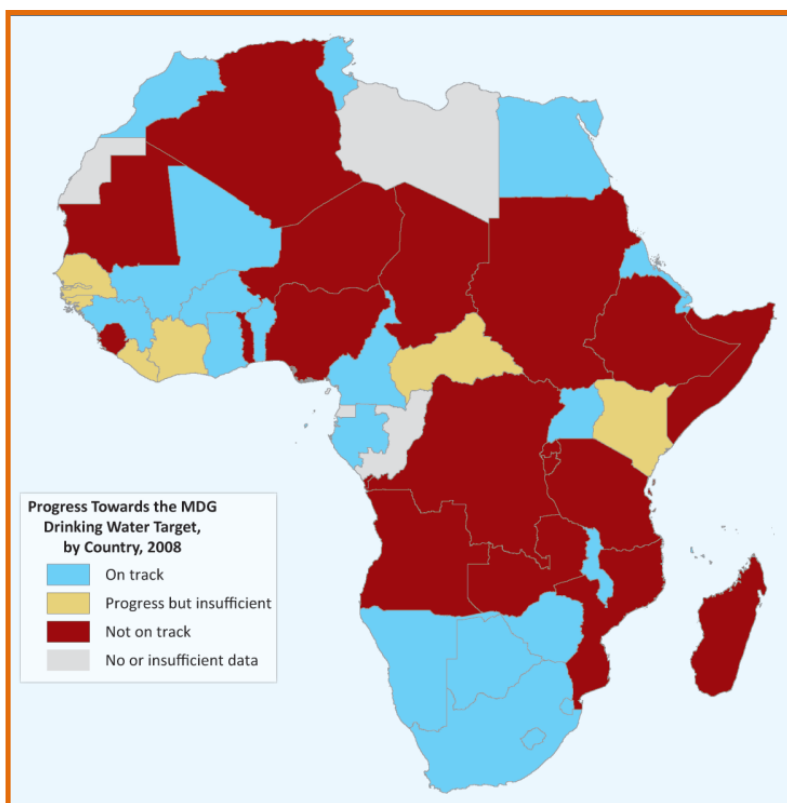 Progress Towards the MDG
Drinking Water Target,
by Country, 2008
On track
Progress but insufficient
Not on track
No or insufficient data